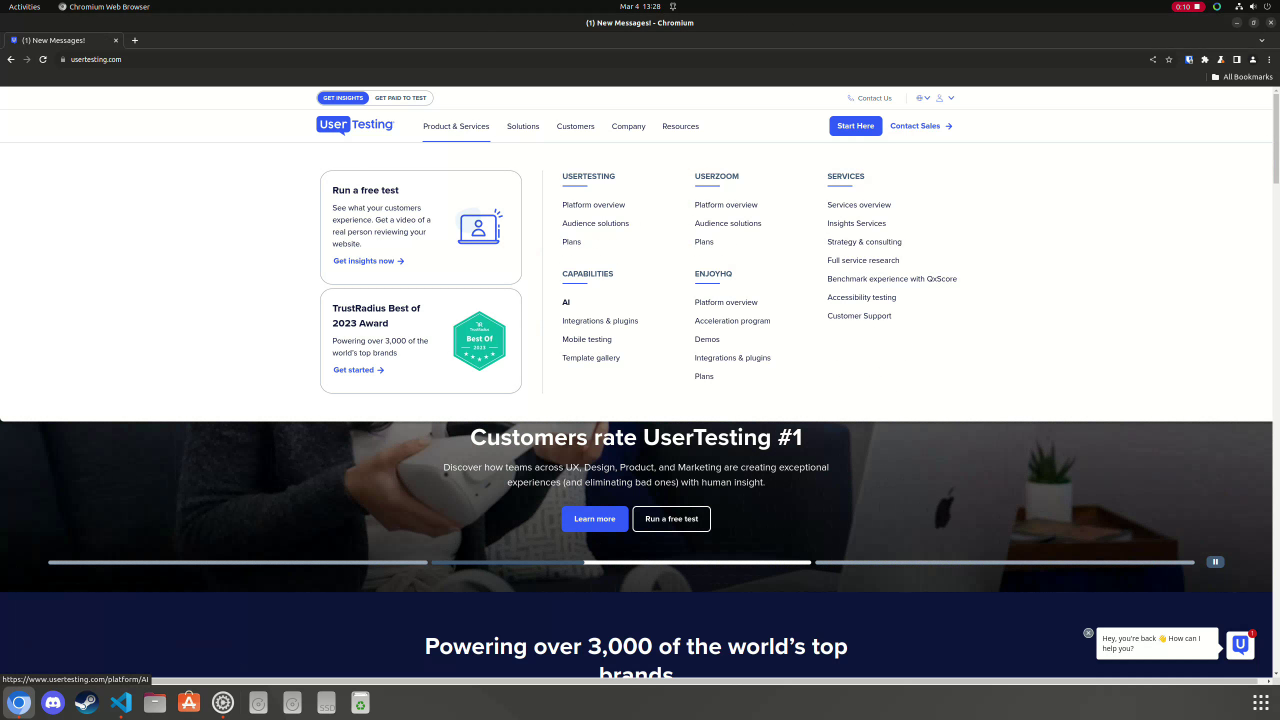 Activities
Chromium Web Browser
Mar 4 13:28
0:10
(1) New Messages! - Chromium
(1) New Messages!
usertesting.com
All Bookmarks
GET INSIGHTS
GET PAID TO TEST
Contact Us
UserTesting
Product & Services
Solutions
Customers
Company
Resources
Start Here
Contact Sales
Run a free test
See what your customers
experience. Get a video of a
real person reviewing your
website.
Get insights now
TrustRadius Best of
2023 Award
Powering over 3,000 of the
world's top brands
Get started
TrustRadius
Best Of
2023
USERTESTING
Platform overview
Audience solutions
Plans
CAPABILITIES
AI
Integrations & plugins
Mobile testing
Template gallery
USERZOOM
Platform overview
Audience solutions
Plans
ENJOYHQ
Platform overview
Acceleration program
Demos
Integrations & plugins
Plans
SERVICES
Services overview
Insights Services
Strategy & consulting
Full service research
Benchmark experience with QxScore
Accessibility testing
Customer Support
Customers rate UserTesting #1
Discover how teams across UX, Design, Product, and Marketing are creating exceptional
experiences (and eliminating bad ones) with human insight.
Learn more
Run a free test
Powering over 3,000 of the world's top
brands
Hey, you're back 👋 How can I
help you?
U
1
https://www.usertesting.com/platform/AI
SSD